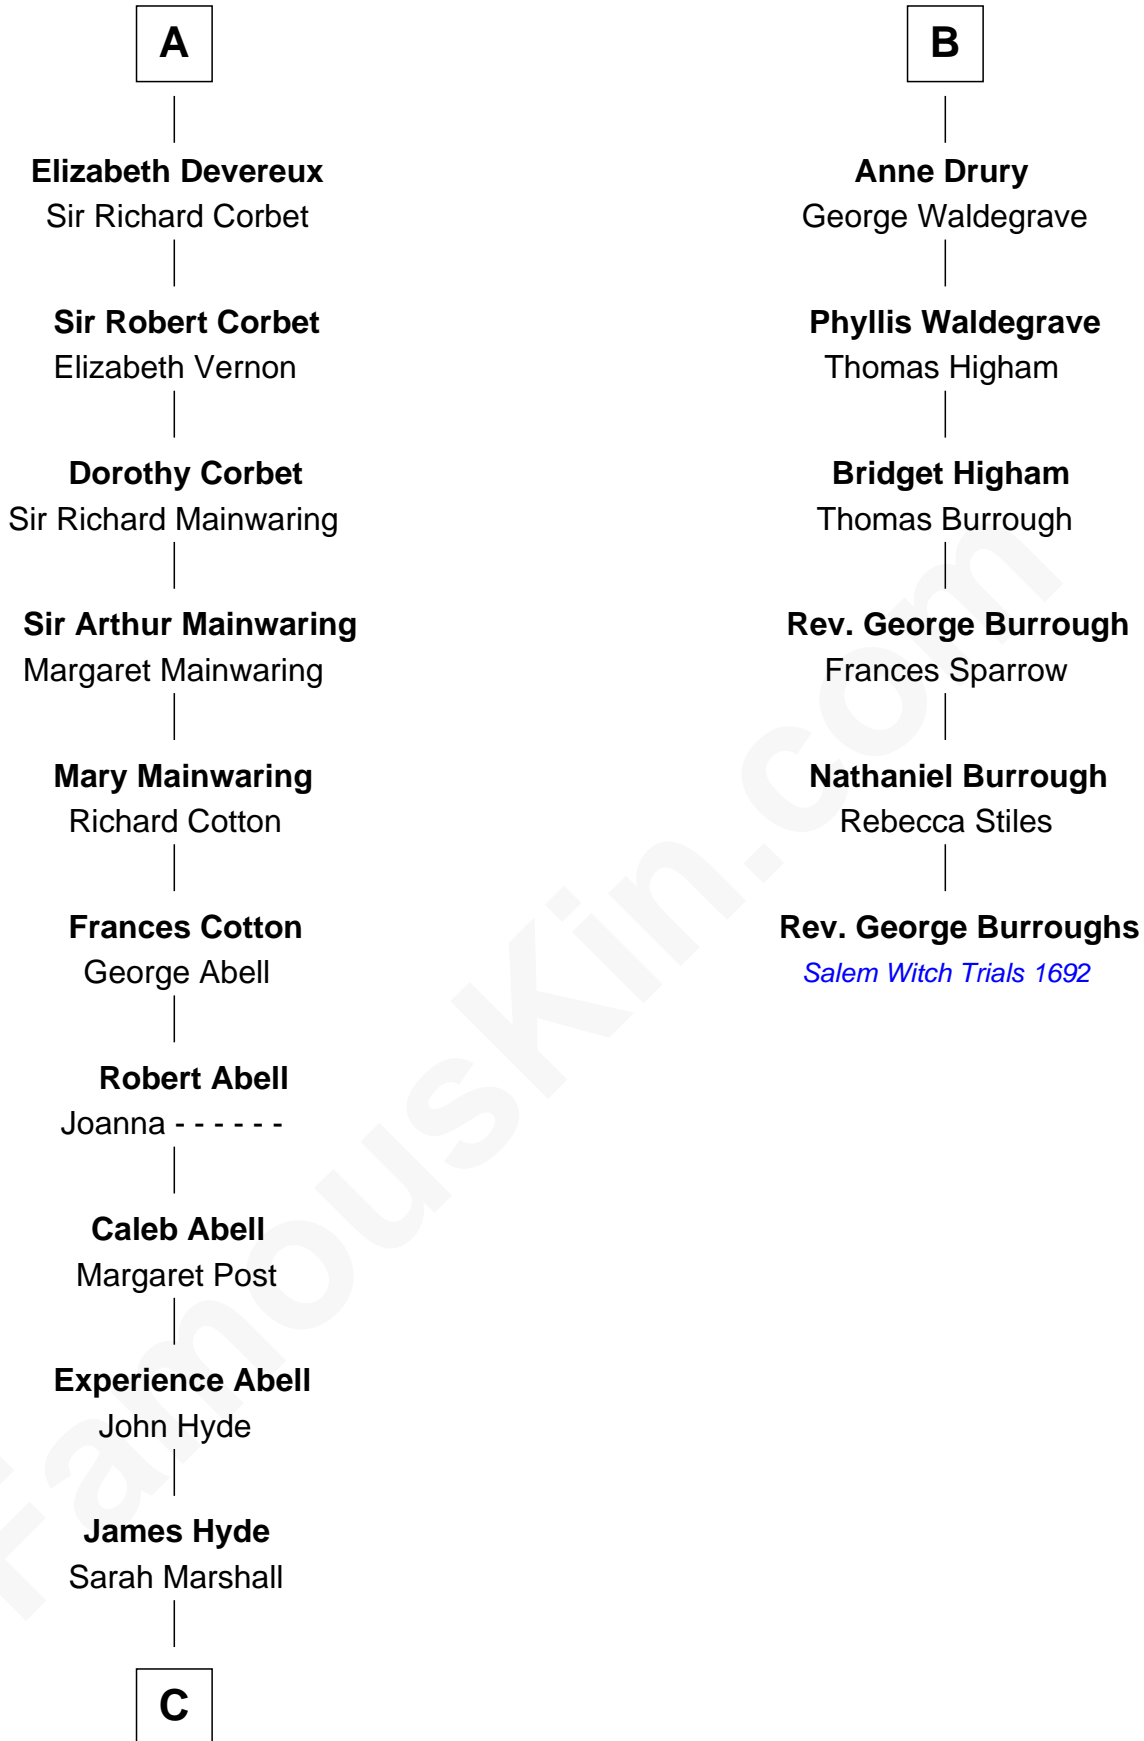 A
Elizabeth Devereux
Sir Richard Corbet
Sir Robert Corbet
Elizabeth Vernon
Dorothy Corbet
Sir Richard Mainwaring
Sir Arthur Mainwaring
Margaret Mainwaring
Mary Mainwaring
Richard Cotton
Frances Cotton
George Abell
Robert Abell
Joanna - - - - - -
Caleb Abell
Margaret Post
Experience Abell
John Hyde
James Hyde
Sarah Marshall
C
B
Anne Drury
George Waldegrave
Phyllis Waldegrave
Thomas Higham
Bridget Higham
Thomas Burrough
Rev. George Burrough
Frances Sparrow
Nathaniel Burrough
Rebecca Stiles
Rev. George Burroughs
Salem Witch Trials 1692
FamousKin.com